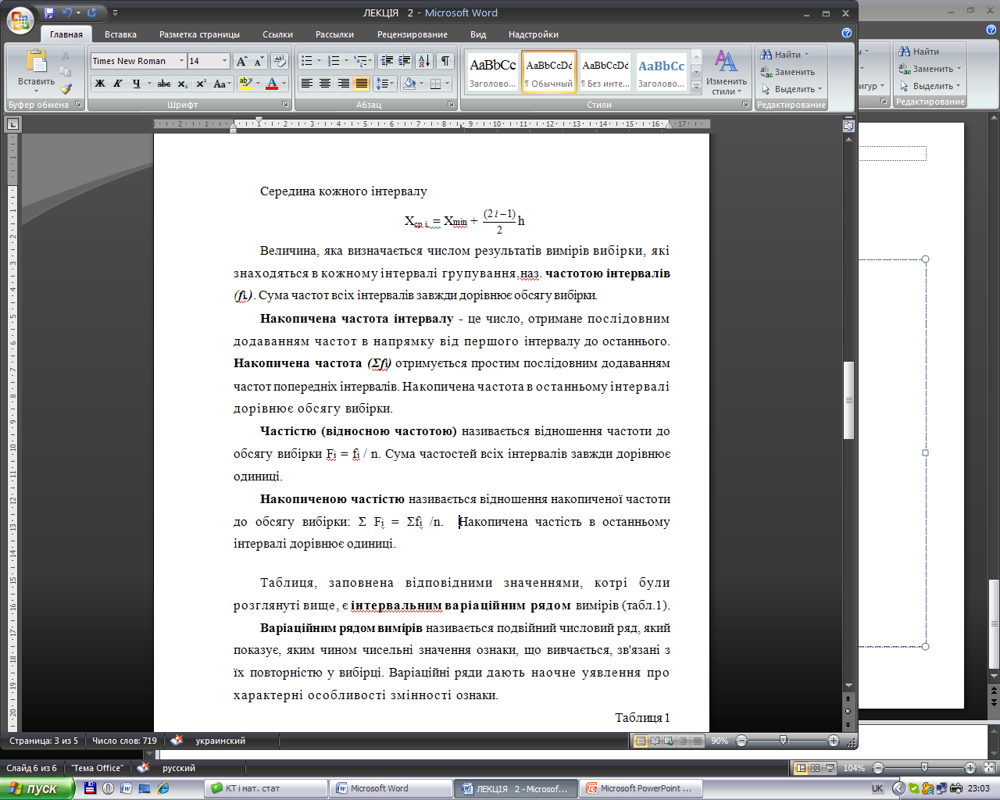 ЛЕКЦІЯ   2  -  Microsoft Word
Главная Вставка Разметка страницы Ссылки Рассылки Рецензирование Вид Надстройки
Вставить
Буфер обмена
Times New Roman 14
Ж К Ч abc x₂ x² Aa
Шрифт
Абзац
AaBbCc AaBbCcDd AaBbCcDd AaBbCc
Заголово... ¶ Обычный ¶ Без инте... Заголово...
Изменить стили
Стили
Найти
Заменить
Выделить
Редактирование
Найти
Заменить
Выделить
Редактирование
игур
Середина кожного інтервалу
Xср.i. = Xmin + (2 i – 1)/2 h
Величина, яка визначається числом результатів вимірів вибірки, які
знаходяться в кожному інтервалі групування,наз. частотою інтервалів
(fi.) . Сума частот всіх інтервалів завжди дорівнює обсягу вибірки.
Накопичена частота інтервалу - це число, отримане послідовним
додаванням частот в напрямку від першого інтервалу до останнього.
Накопичена частота (Σfi) отримується простим послідовним додаванням
частот попередніх інтервалів. Накопичена частота в останньому інтервалі
дорівнює обсягу вибірки.
Частістю (відносною частотою) називається відношення частоти до
обсягу вибірки Fi = fi / n. Сума частостей всіх інтервалів завжди дорівнює
одиниці.
Накопиченою частістю називається відношення накопиченої частоти
до обсягу вибірки: Σ Fi = Σfi /n. Накопичена частість в останньому
інтервалі дорівнює одиниці.
Таблиця, заповнена відповідними значеннями, котрі були
розглянуті вище, є інтервальним варіаційним рядом вимірів (табл.1).
Варіаційним рядом вимірів називається подвійний числовий ряд, який
показує, яким чином чисельні значення ознаки, що вивчається, зв'язані з
їх повторністю у вибірці. Варіаційні ряди дають наочне уявлення про
характерні особливості змінності ознаки.
Таблиця 1
Страница: 3 из 5 Число слов: 719 украинский 90%
Слайд 6 из 6 "Тема Office" русский 104%
пуск КТ і мат. стат Microsoft Word ЛЕКЦІЯ   2 - Microsof... Microsoft PowerPoint ... UK 23:03